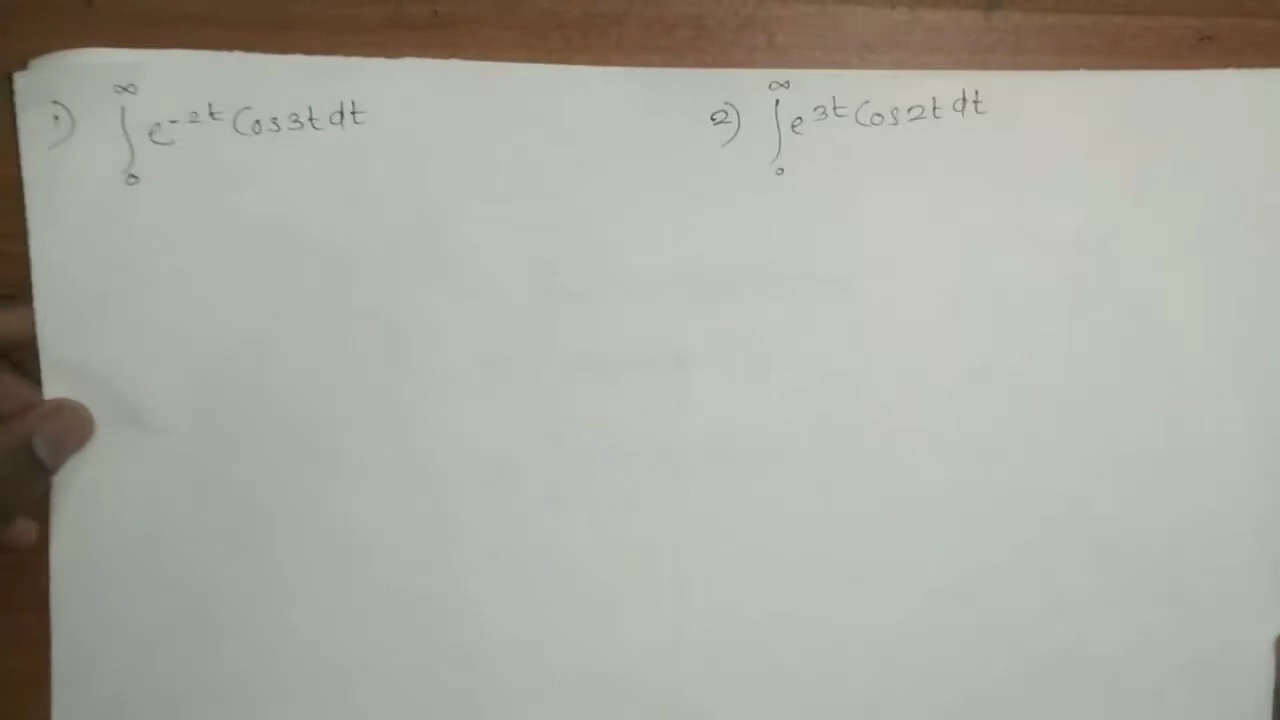 1) ∫₀^∞ e^{-2t} Cos3t dt
2) ∫₀^∞ e^{3t} Cos2t dt